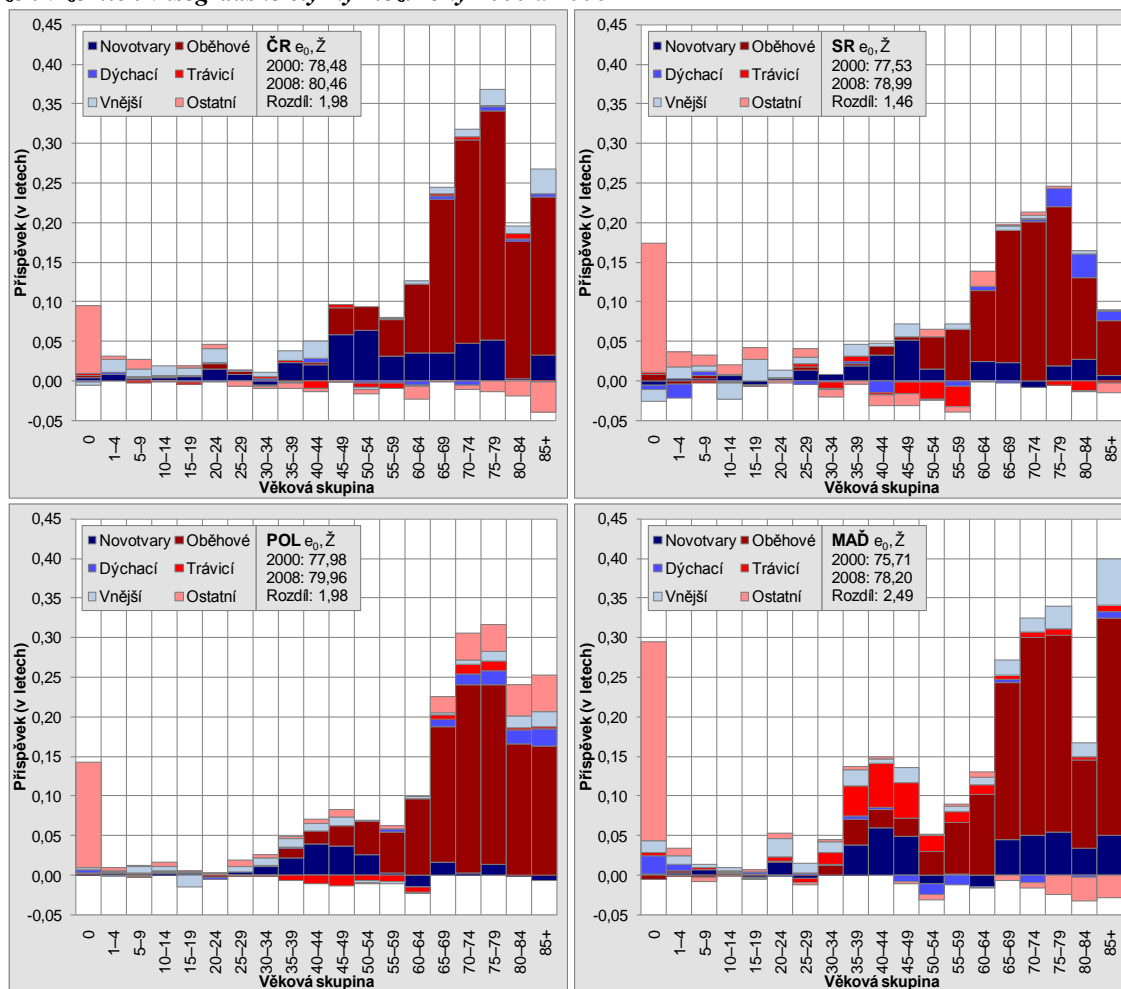 Příspěvek (v letech)
0,45
0,40
0,35
0,30
0,25
0,20
0,15
0,10
0,05
0,00
-0,05
Novotvary Oběhové
Dýchací Trávicí
Vnější Ostatní
ČR e0, Ž
2000: 78,48
2008: 80,46
Rozdíl: 1,98
0 1–4 5–9 10–14 15–19 20–24 25–29 30–34 35–39 40–44 45–49 50–54 55–59 60–64 65–69 70–74 75–79 80–84 85+
Věková skupina
Příspěvek (v letech)
0,45
0,40
0,35
0,30
0,25
0,20
0,15
0,10
0,05
0,00
-0,05
Novotvary Oběhové
Dýchací Trávicí
Vnější Ostatní
SR e0, Ž
2000: 77,53
2008: 78,99
Rozdíl: 1,46
0 1–4 5–9 10–14 15–19 20–24 25–29 30–34 35–39 40–44 45–49 50–54 55–59 60–64 65–69 70–74 75–79 80–84 85+
Věková skupina
Příspěvek (v letech)
0,45
0,40
0,35
0,30
0,25
0,20
0,15
0,10
0,05
0,00
-0,05
Novotvary Oběhové
Dýchací Trávicí
Vnější Ostatní
POL e0, Ž
2000: 77,98
2008: 79,96
Rozdíl: 1,98
0 1–4 5–9 10–14 15–19 20–24 25–29 30–34 35–39 40–44 45–49 50–54 55–59 60–64 65–69 70–74 75–79 80–84 85+
Věková skupina
Příspěvek (v letech)
0,45
0,40
0,35
0,30
0,25
0,20
0,15
0,10
0,05
0,00
-0,05
Novotvary Oběhové
Dýchací Trávicí
Vnější Ostatní
MAĎ e0, Ž
2000: 75,71
2008: 78,20
Rozdíl: 2,49
0 1–4 5–9 10–14 15–19 20–24 25–29 30–34 35–39 40–44 45–49 50–54 55–59 60–64 65–69 70–74 75–79 80–84 85+
Věková skupina